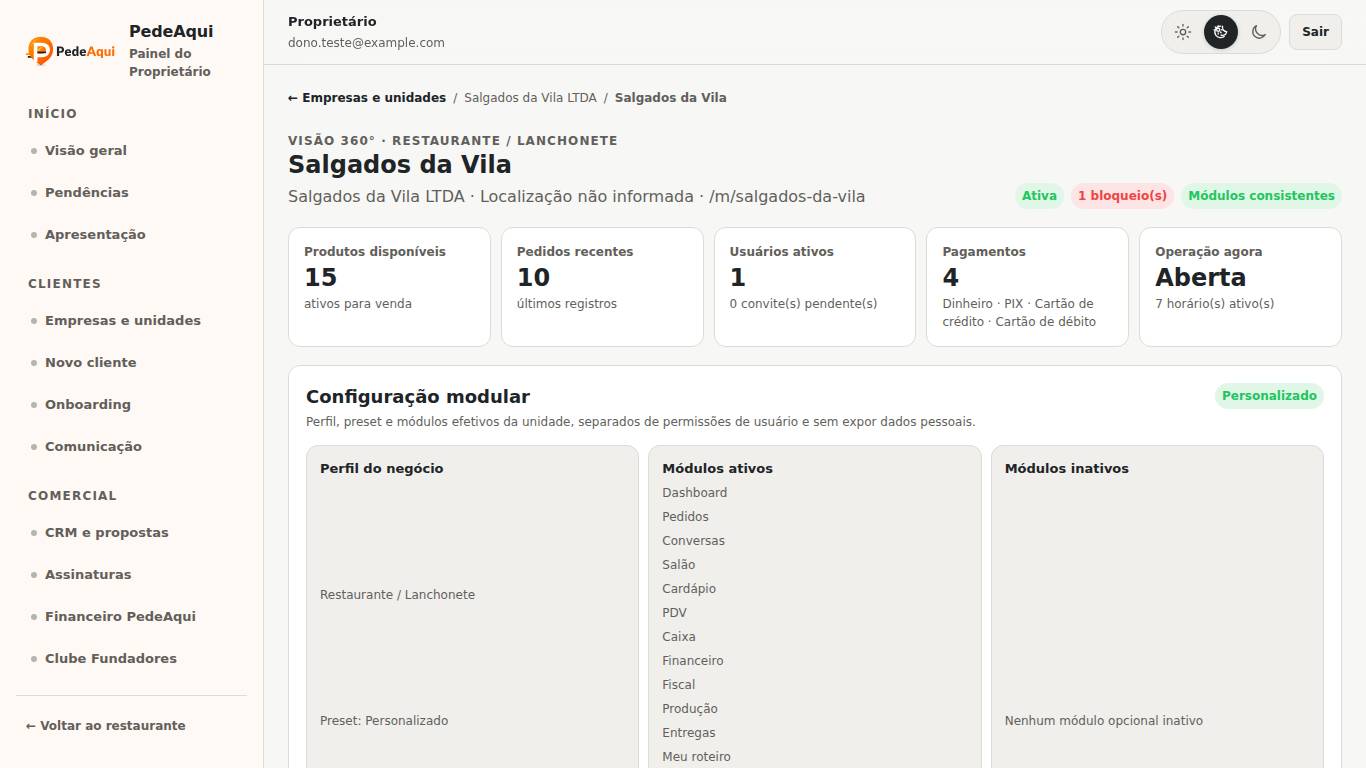 PedeAqui
PedeAqui
Painel do
Proprietário
INÍCIO
Visão geral
Pendências
Apresentação
CLIENTES
Empresas e unidades
Novo cliente
Onboarding
Comunicação
COMERCIAL
CRM e propostas
Assinaturas
Financeiro PedeAqui
Clube Fundadores
← Voltar ao restaurante
Proprietário
dono.teste@example.com
Sair
← Empresas e unidades / Salgados da Vila LTDA / Salgados da Vila
VISÃO 360° · RESTAURANTE / LANCHONETE
Salgados da Vila
Salgados da Vila LTDA · Localização não informada · /m/salgados-da-vila
Ativa
1 bloqueio(s)
Módulos consistentes
Produtos disponíveis
15
ativos para venda
Pedidos recentes
10
últimos registros
Usuários ativos
1
0 convite(s) pendente(s)
Pagamentos
4
Dinheiro · PIX · Cartão de
crédito · Cartão de débito
Operação agora
Aberta
7 horário(s) ativo(s)
Configuração modular
Personalizado
Perfil, preset e módulos efetivos da unidade, separados de permissões de usuário e sem expor dados pessoais.
Perfil do negócio
Restaurante / Lanchonete
Preset: Personalizado
Módulos ativos
Dashboard
Pedidos
Conversas
Salão
Cardápio
PDV
Caixa
Financeiro
Fiscal
Produção
Entregas
Meu roteiro
Módulos inativos
Nenhum módulo opcional inativo